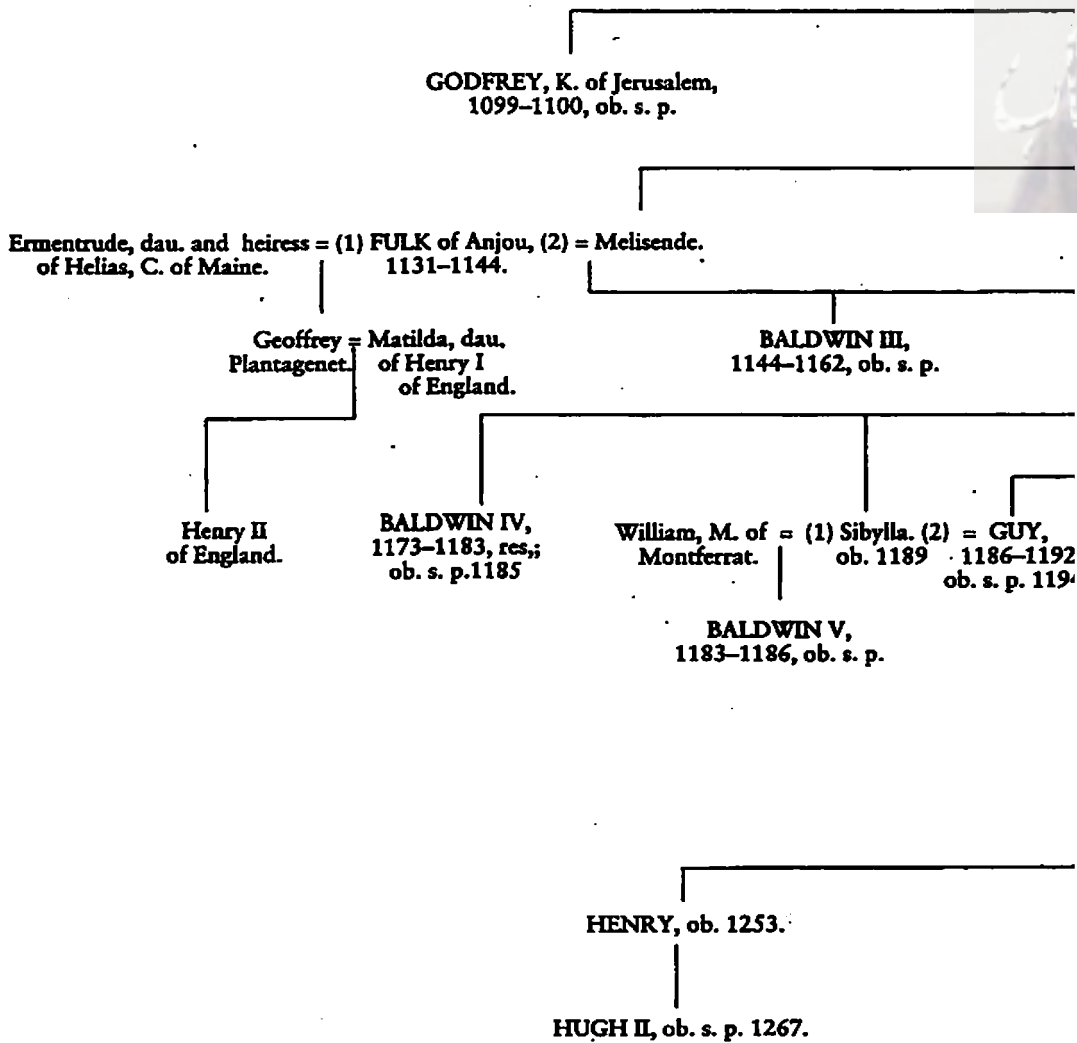 GODFREY, K. of Jerusalem,
1099–1100, ob. s. p.
Ermentrude, dau. and heiress = (1) FULK of Anjou, (2) = Melisende.
of Helias, C. of Maine. 1131–1144.
Geoffrey = Matilda, dau.
Plantagenet. of Henry I
of England.
BALDWIN III,
1144–1162, ob. s. p.
Henry II
of England.
BALDWIN IV,
1173–1183, res,;
ob. s. p.1185
William, M. of = (1) Sibylla. (2) = GUY,
Montferrat. ob. 1189 1186–1192
ob. s. p.
BALDWIN V,
1183–1186, ob. s. p.
HENRY, ob. 1253.
HUGH II, ob. s. p. 1267.